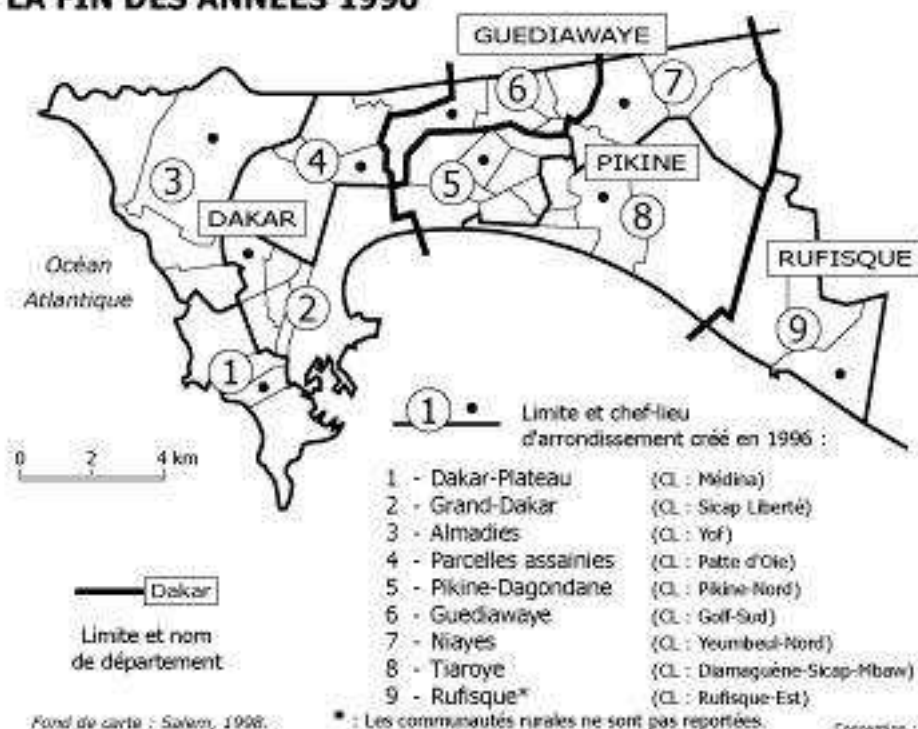 LA FIN DES ANNÉES 1990
GUEDIAWAYE
6
7
4
3
5
PIKINE
8
DAKAR
RUFISQUE
Océan
Atlantique
2
9
1
1
Limite et chef-lieu
d'arrondissement créé en 1996 :
0 2 4 km
1 - Dakar-Plateau (CL : Médina)
2 - Grand-Dakar (CL : Sicap Liberté)
3 - Almadies (CL : Yof)
4 - Parcelles assainies (CL : Patte d'Oie)
5 - Pikine-Dagondane (CL : Pikine-Nord)
6 - Guediawaye (CL : Golf-Sud)
7 - Niayes (CL : Yeumbeul-Nord)
8 - Tiaroye (CL : Diamaguène-Sicap-Mbaw)
9 - Rufisque* (CL : Rufisque-Est)
Dakar
Limite et nom
de département
* : Les communautés rurales ne sont pas reportées.
Fond de carte : Salem, 1998.